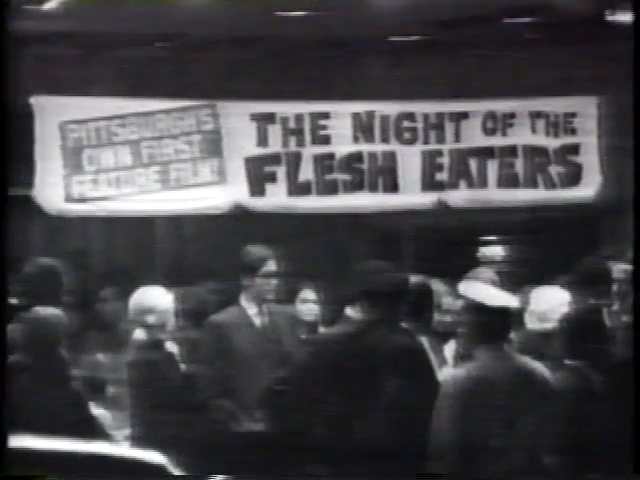 PITTSBURGH'S
OWN FIRST
FEATURE FILM!
THE NIGHT OF THE
FLESH EATERS